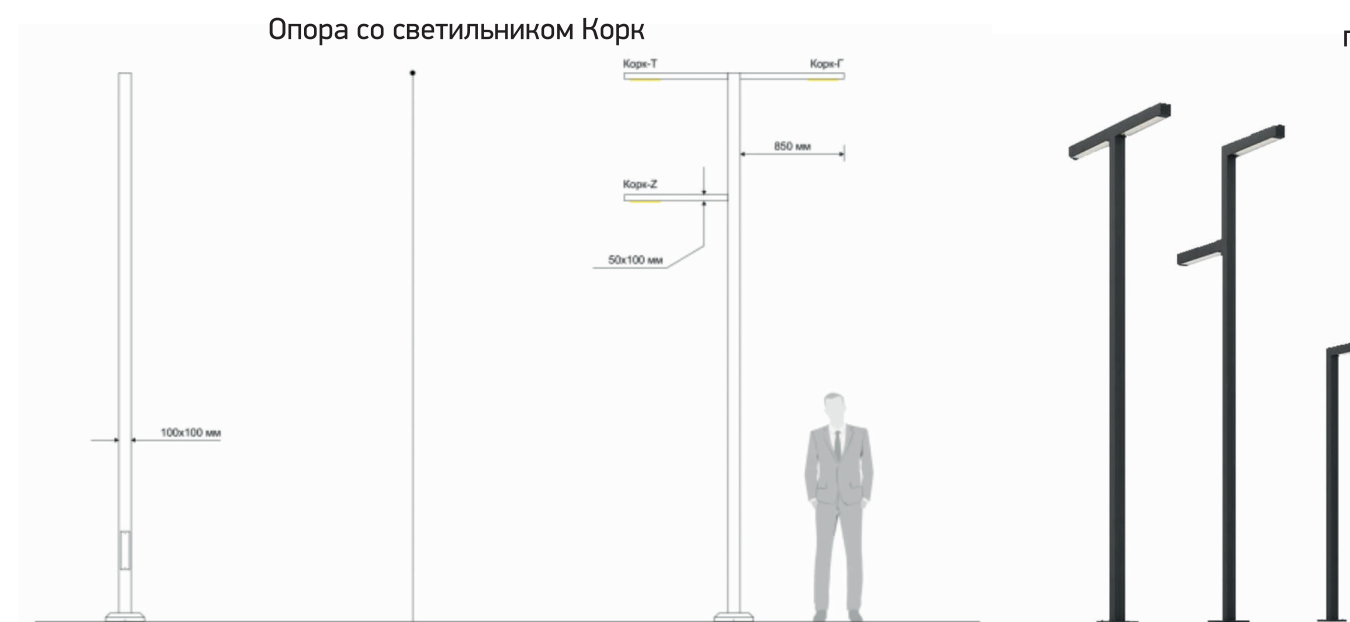 Опора со светильником Корк
Корк-Т
Корк-Г
850 мм
Корк-Z
50х100 мм
100х100 мм